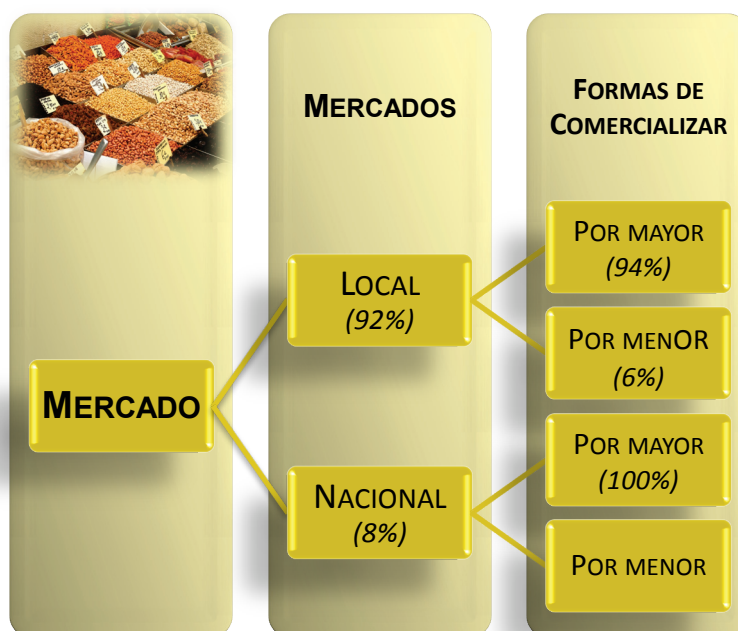 MERCADOS
FORMAS DE
COMERCIALIZAR
MERCADO
LOCAL
(92%)
NACIONAL
(8%)
POR MAYOR
(94%)
POR MENOR
(6%)
POR MAYOR
(100%)
POR MENOR